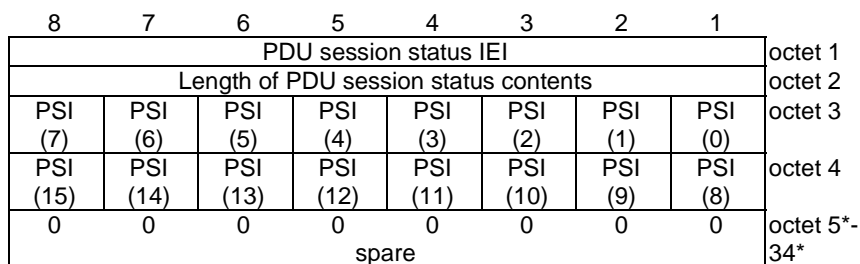 8 7 6 5 4 3 2 1
PDU session status IEI octet 1
Length of PDU session status contents octet 2
PSI PSI PSI PSI PSI PSI PSI PSI octet 3
(7) (6) (5) (4) (3) (2) (1) (0)
PSI PSI PSI PSI PSI PSI PSI PSI octet 4
(15) (14) (13) (12) (11) (10) (9) (8)
0 0 0 0 0 0 0 0 octet 5*-
spare 34*